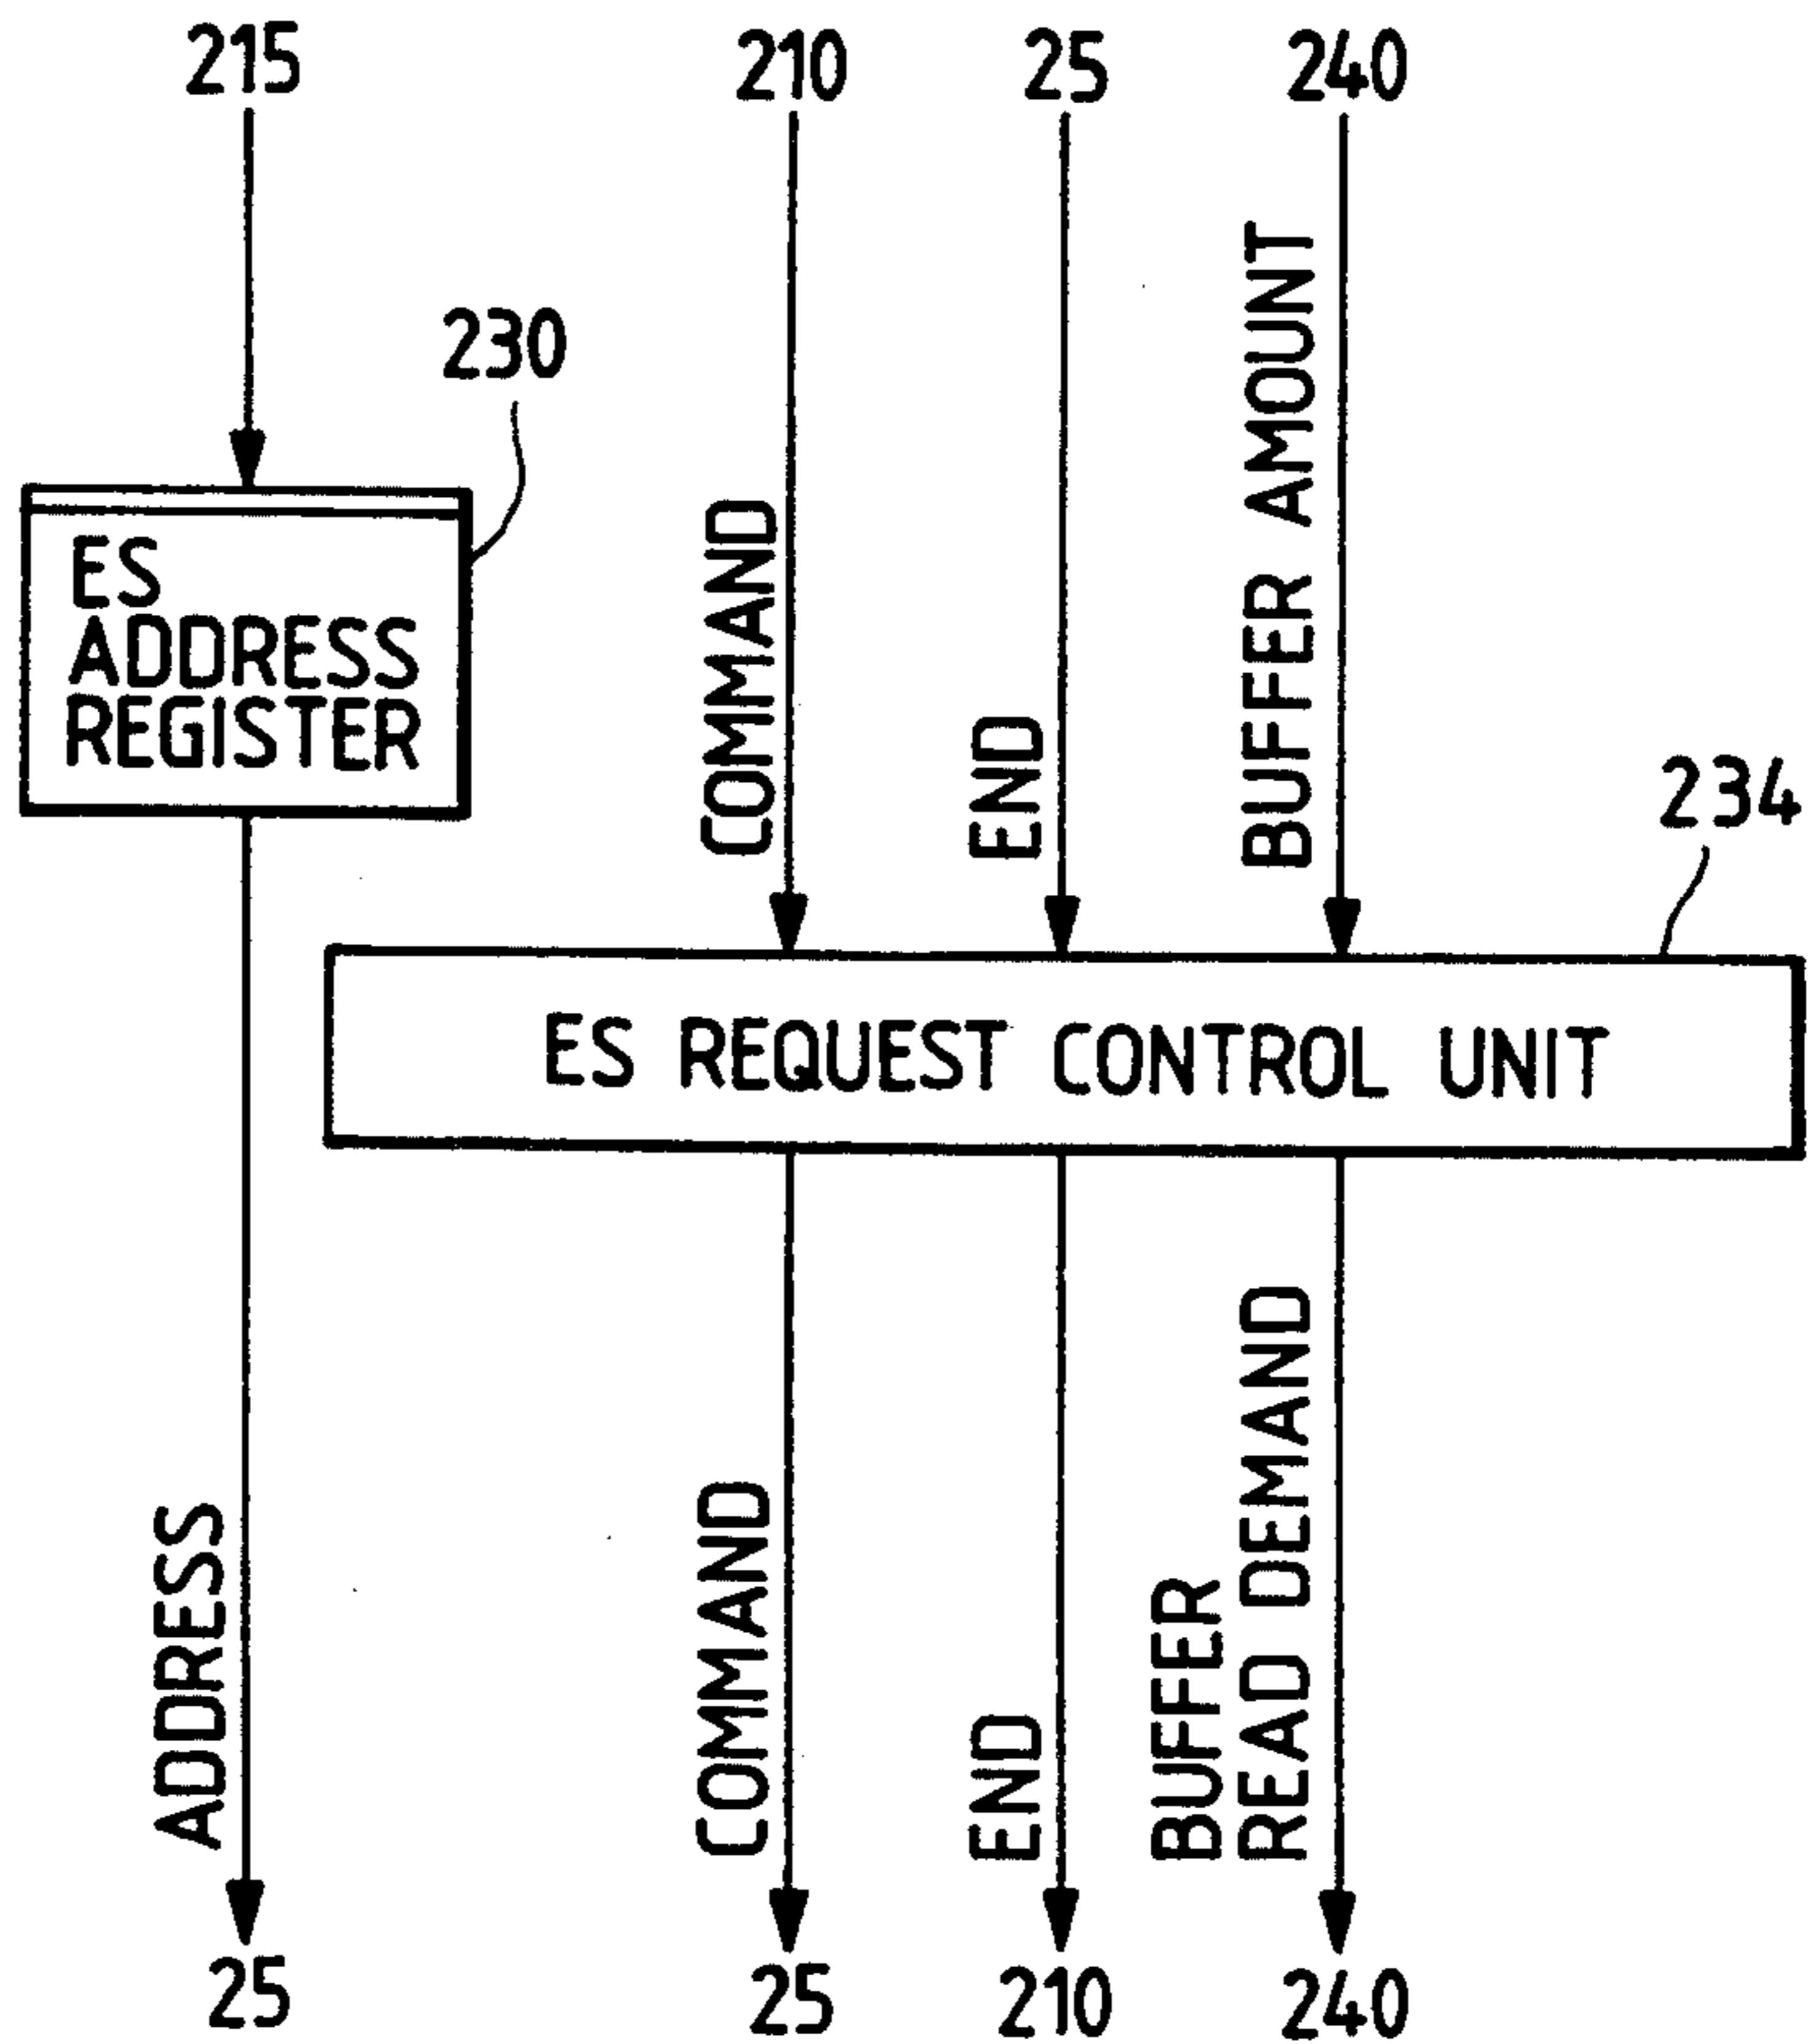 215 210 25 240
230
ES
ADDRESS
REGISTER
COMMAND
END
BUFFER AMOUNT
234
ES REQUEST CONTROL UNIT
ADDRESS
COMMAND
END
BUFFER
READ DEMAND
25 25 210 240